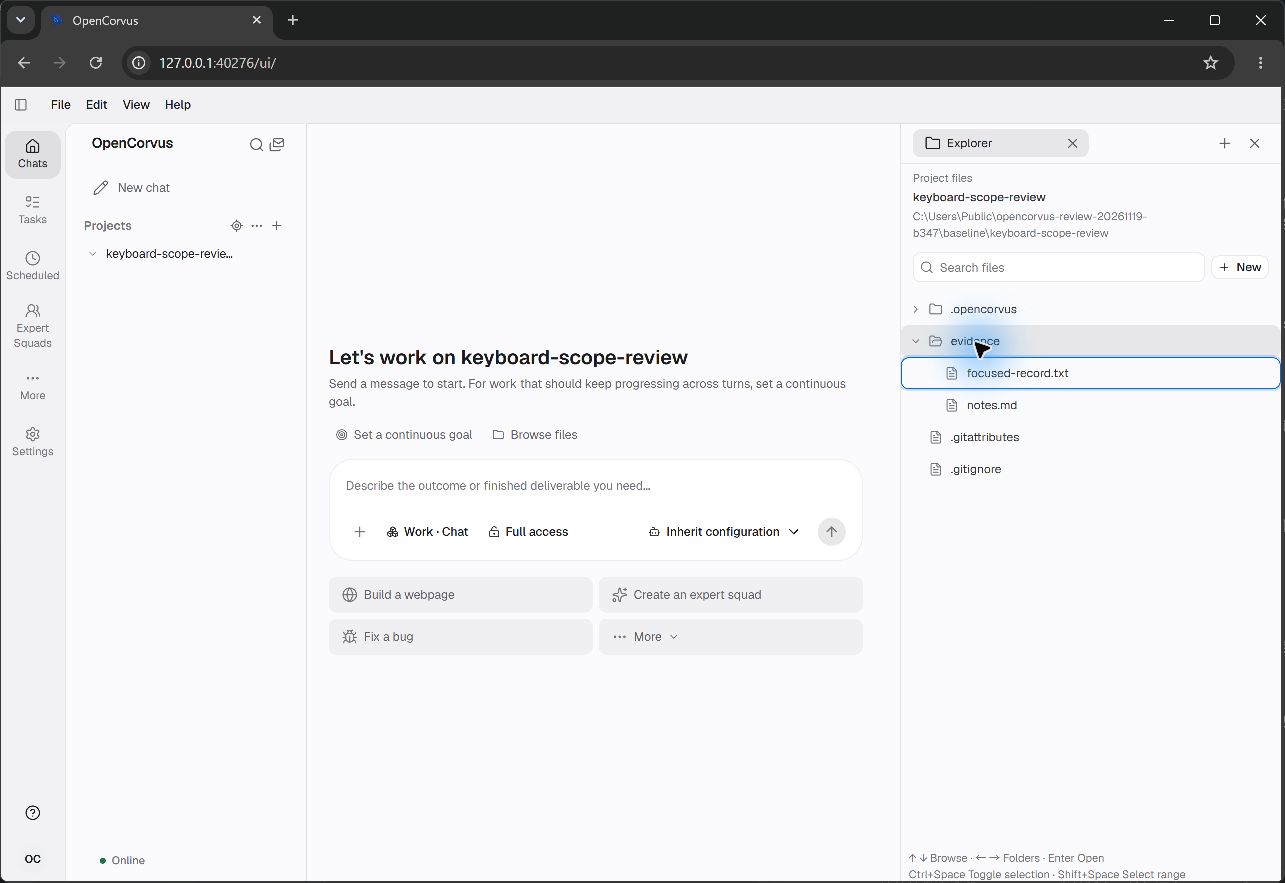 OpenCorvus
127.0.0.1:40276/ui/
File Edit View Help
Chats
Tasks
Scheduled
Expert
Squads
More
Settings
OC
OpenCorvus
New chat
Projects
keyboard-scope-revie...
Online
Let's work on keyboard-scope-review
Send a message to start. For work that should keep progressing across turns, set a continuous
goal.
Set a continuous goal Browse files
Describe the outcome or finished deliverable you need...
Work · Chat Full access Inherit configuration
Build a webpage Create an expert squad
Fix a bug More
Explorer
Project files
keyboard-scope-review
C:\Users\Public\opencorvus-review-20261119-
b347\baseline\keyboard-scope-review
Search files New
.opencorvus
evidence
focused-record.txt
notes.md
.gitattributes
.gitignore
↑ ↓ Browse · ← → Folders · Enter Open
Ctrl+Space Toggle selection · Shift+Space Select range